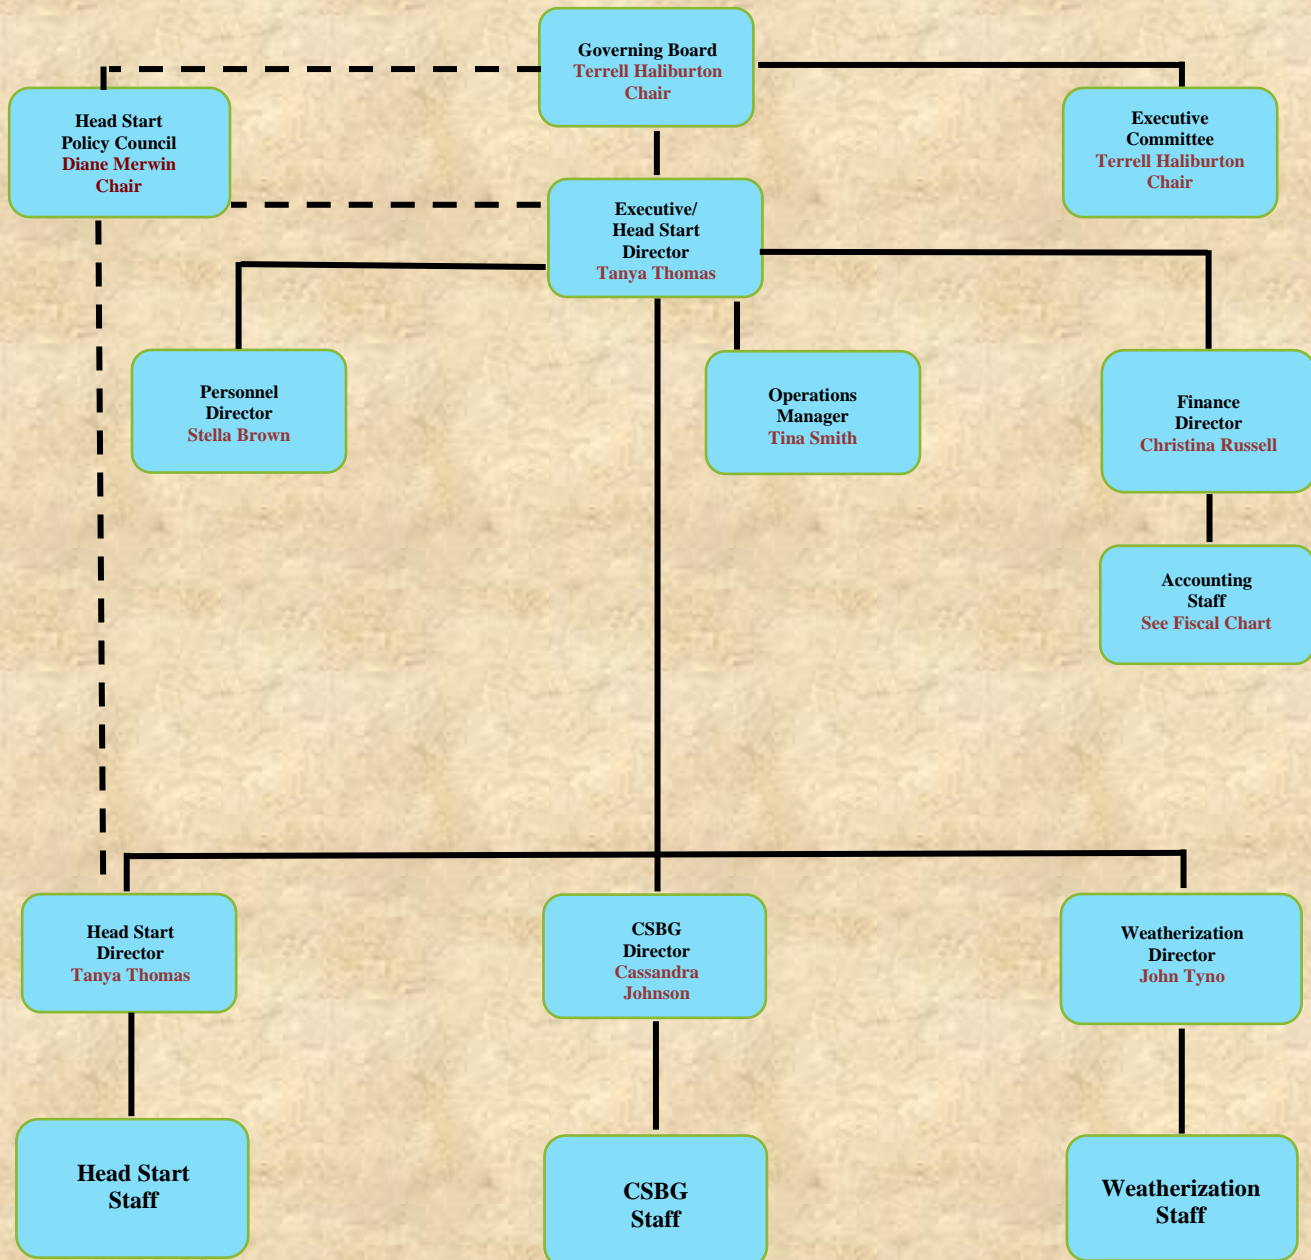 Governing Board
Terrell Haliburton
Chair
Head Start
Policy Council
Diane Merwin
Chair
Executive
Committee
Terrell Haliburton
Chair
Executive/
Head Start
Director
Tanya Thomas
Personnel
Director
Stella Brown
Operations
Manager
Tina Smith
Finance
Director
Christina Russell
Accounting
Staff
See Fiscal Chart
Head Start
Director
Tanya Thomas
CSBG
Director
Cassandra
Johnson
Weatherization
Director
John Tyno
Head Start
Staff
CSBG
Staff
Weatherization
Staff